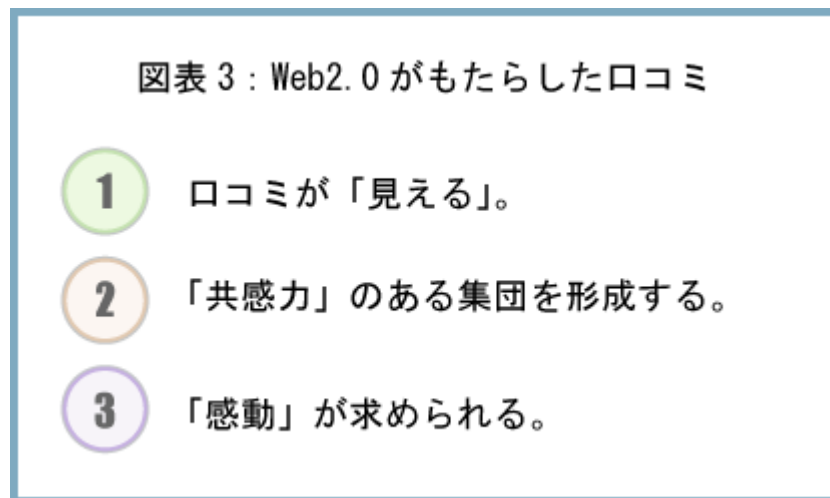 図表3：Web2.0がもたらした口コミ
1 口コミが「見える」。
2 「共感力」のある集団を形成する。
3 「感動」が求められる。